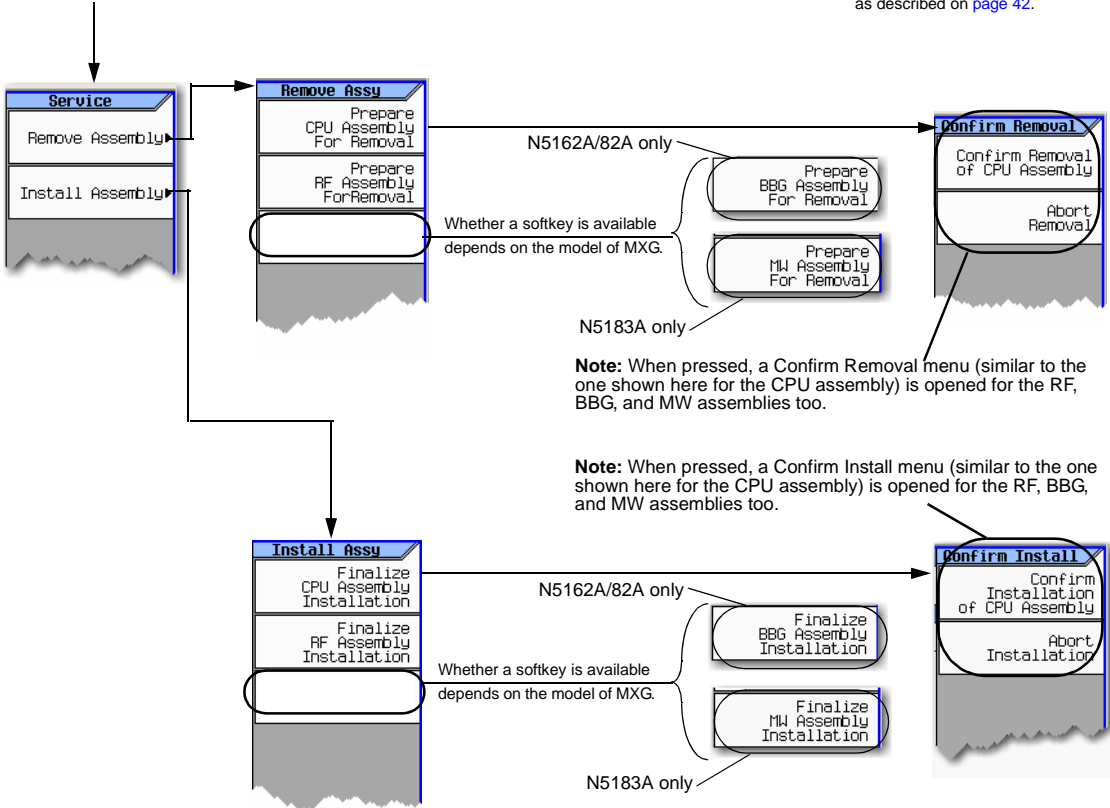 as described on page 42.
Service
Remove Assembly
Install Assembly
Remove Assy
Prepare
CPU Assembly
For Removal
Prepare
RF Assembly
ForRemoval
Whether a softkey is available
depends on the model of MXG.
N5162A/82A only
Prepare
BBG Assembly
For Removal
Prepare
MW Assembly
For Removal
N5183A only
Confirm Removal
Confirm Removal
of CPU Assembly
Abort
Removal
Note: When pressed, a Confirm Removal menu (similar to the
one shown here for the CPU assembly) is opened for the RF,
BBG, and MW assemblies too.
Note: When pressed, a Confirm Install menu (similar to the one
shown here for the CPU assembly) is opened for the RF, BBG,
and MW assemblies too.
Install Assy
Finalize
CPU Assembly
Installation
Finalize
RF Assembly
Installation
Whether a softkey is available
depends on the model of MXG.
N5162A/82A only
Finalize
BBG Assembly
Installation
Finalize
MW Assembly
Installation
N5183A only
Confirm Install
Confirm
Installation
of CPU Assembly
Abort
Installation